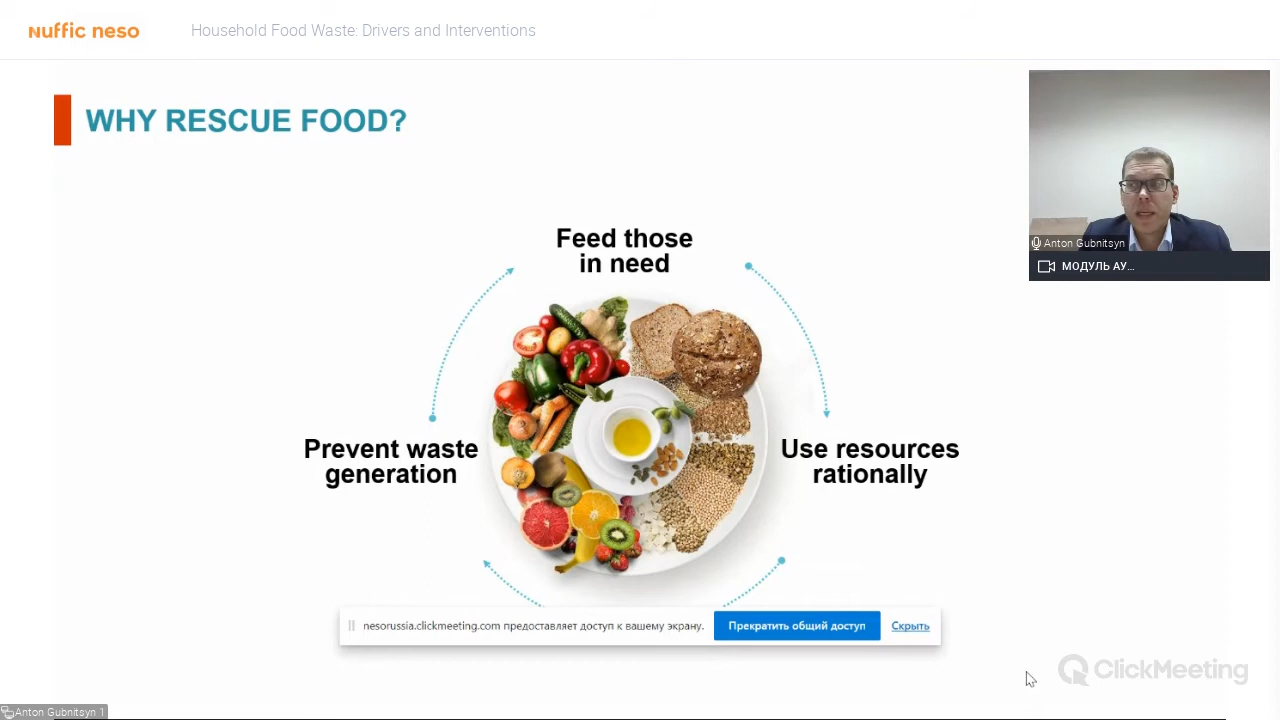 Nuffic neso
Household Food Waste: Drivers and Interventions
WHY RESCUE FOOD?
Anton Gubnitsyn
МОДУЛЬ АУ...
Feed those
in need
Prevent waste
generation
Use resources
rationally
nesorussia.clickmeeting.com предоставляет доступ к вашему экрану.
Прекратить общий доступ
Скрыть
ClickMeeting
Anton Gubnitsyn 1